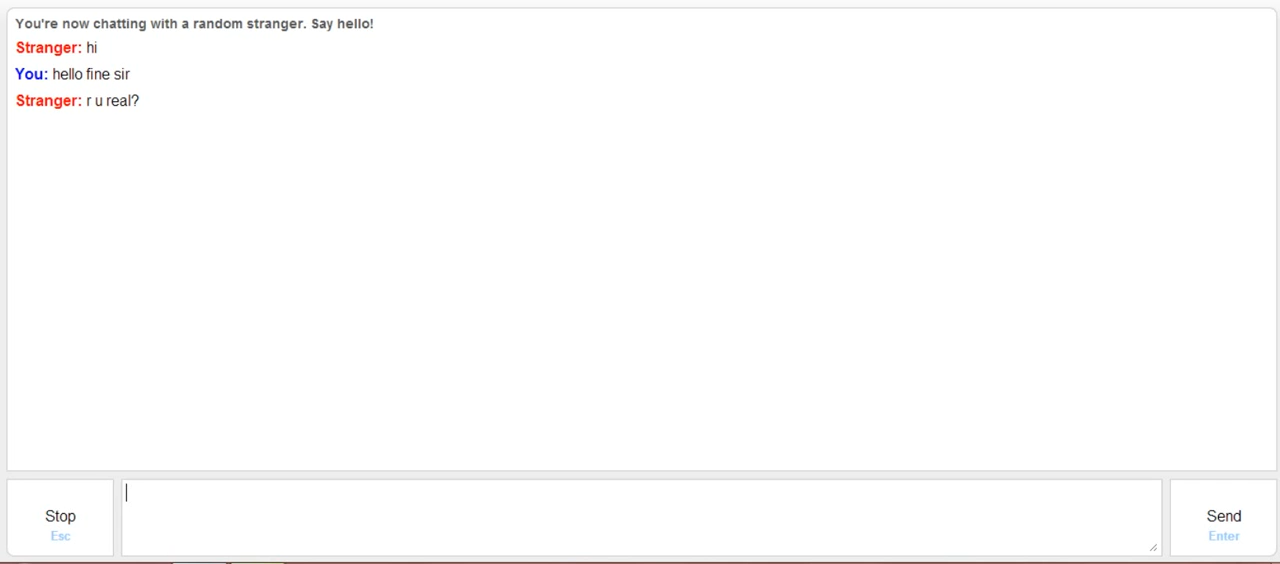 You're now chatting with a random stranger. Say hello!
Stranger: hi
You: hello fine sir
Stranger: r u real?
Stop
Esc
Send
Enter